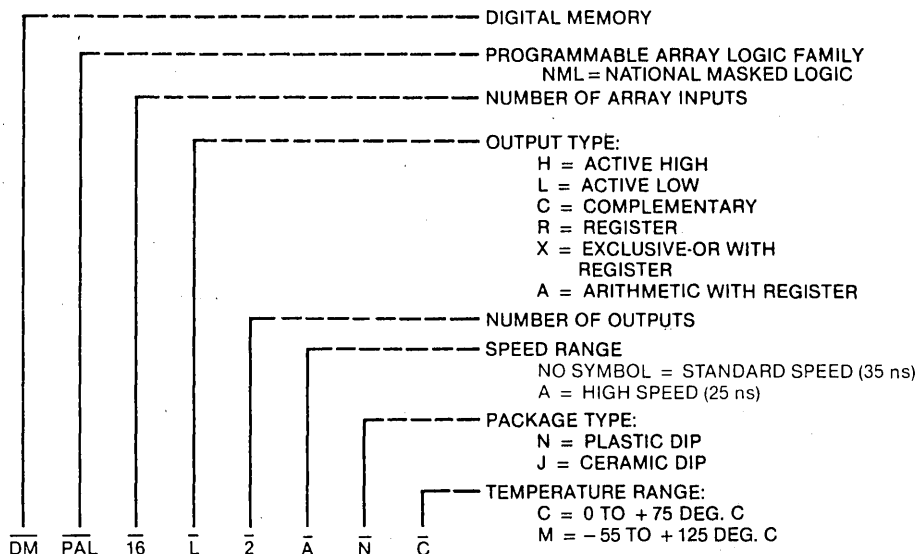 DIGITAL MEMORY
PROGRAMMABLE ARRAY LOGIC FAMILY
NML = NATIONAL MASKED LOGIC
NUMBER OF ARRAY INPUTS
OUTPUT TYPE:
H = ACTIVE HIGH
L = ACTIVE LOW
C = COMPLEMENTARY
R = REGISTER
X = EXCLUSIVE-OR WITH
REGISTER
A = ARITHMETIC WITH REGISTER
NUMBER OF OUTPUTS
SPEED RANGE
NO SYMBOL = STANDARD SPEED (35 ns)
A = HIGH SPEED (25 ns)
PACKAGE TYPE:
N = PLASTIC DIP
J = CERAMIC DIP
TEMPERATURE RANGE:
C = 0 TO +75 DEG. C
M = -55 TO +125 DEG. C
DM PAL 16 L 2 A N C